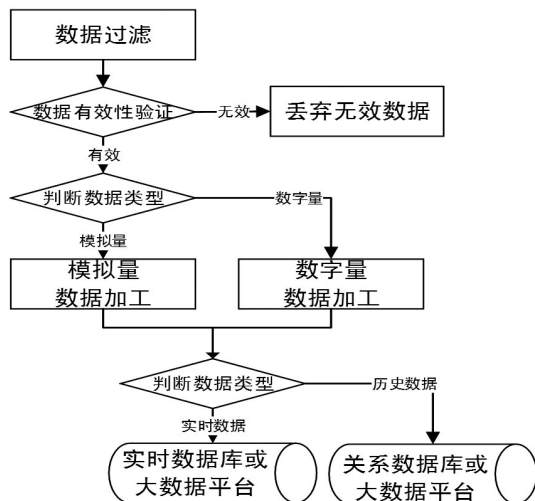 数据过滤
数据有效性验证
无效
丢弃无效数据
有效
判断数据类型
数字量
模拟量
模拟量
数据加工
数字量
数据加工
判断数据类型
历史数据
实时数据
实时数据库或
大数据平台
关系数据库或
大数据平台